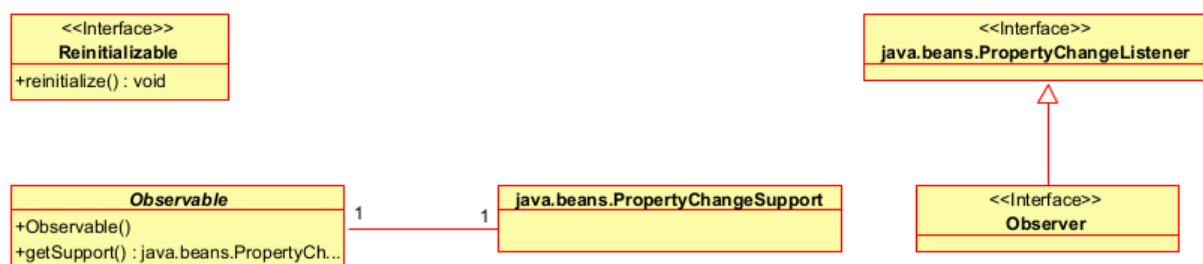 <<Interface>>
Reinitializable
+reinitialize() : void
<<Interface>>
java.beans.PropertyChangeListener
Observable
+Observable()
+getSupport() : java.beans.PropertyCh...
1
1
java.beans.PropertyChangeSupport
<<Interface>>
Observer